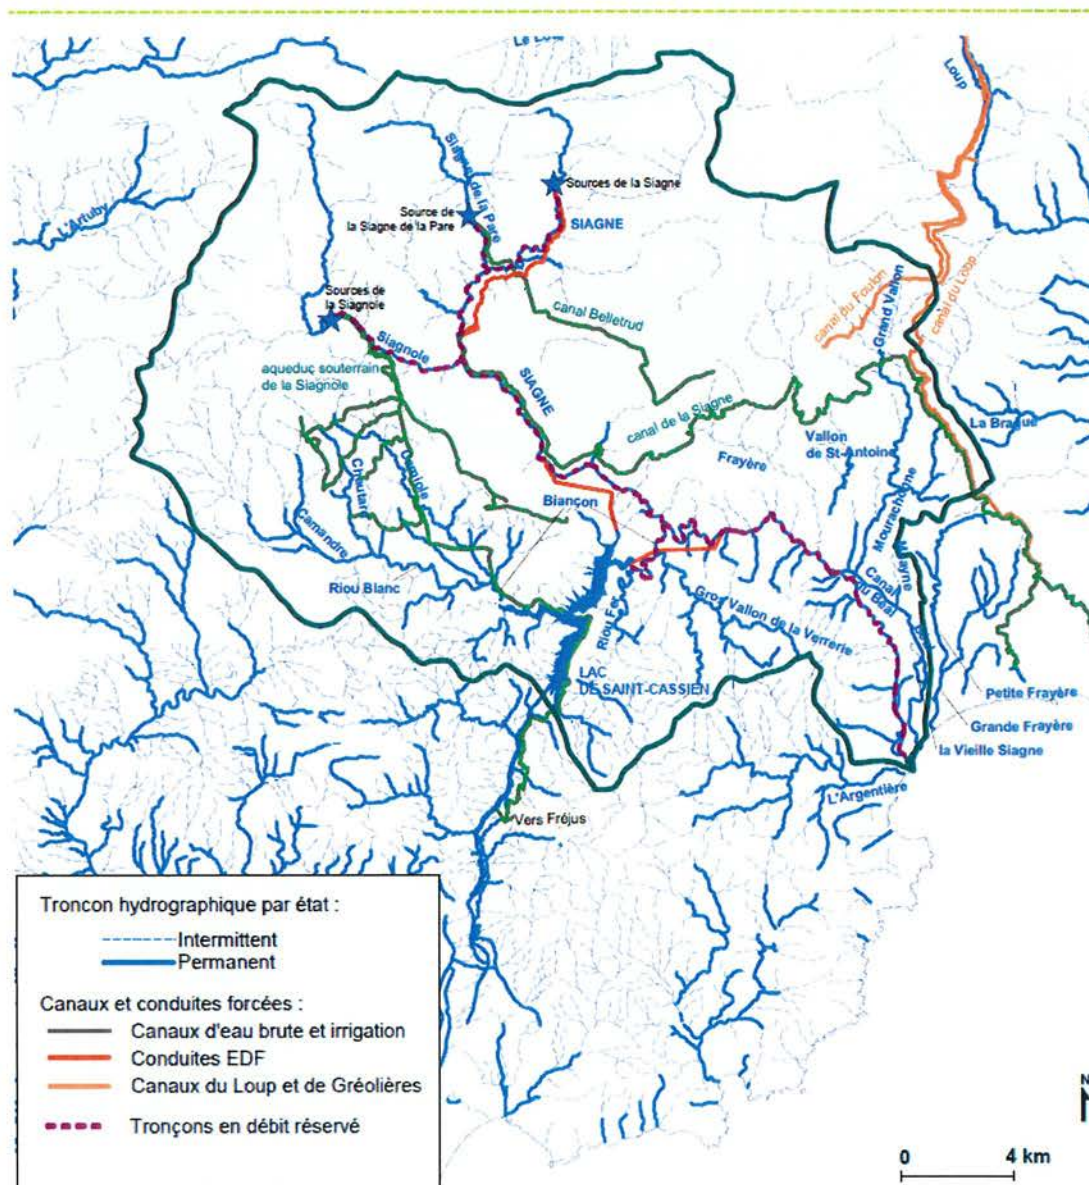 Loup
Siagne de la Pare
Sources de la Siagne
L'Artuby
Source de
la Siagne de la Pare
SIAGNE
Sources de
la Siagnole
canal du Foulon
Grand Vallon
canal du Loup
canal Belletrud
Siagnole
aqueduc souterrain
de la Siagnole
SIAGNE
canal de la Siagne
Vallon
de St-Antoine
La Brague
Frayère
Biançon
Camandre
Mourachonne
Riou Blanc
Canal
du Béal
Gros Vallon de la Verrerie
LAC
DE SAINT-CASSIEN
Petite Frayère
Grande Frayère
la Vieille Siagne
L'Argentière
Vers Fréjus
Troncon hydrographique par état :
Intermittent
Permanent
Canaux et conduites forcées :
Canaux d'eau brute et irrigation
Conduites EDF
Canaux du Loup et de Gréolières
Tronçons en débit réservé
N
0 4 km